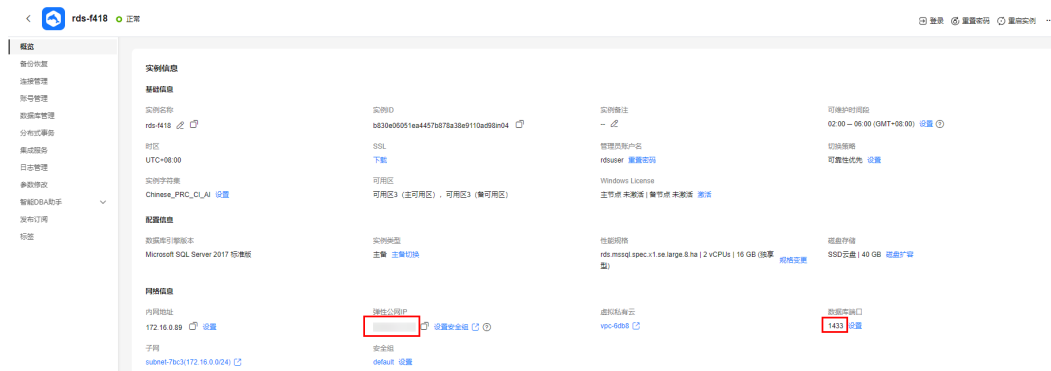 rds-f418 正常 登录 重置密码 重启实例 ...
概览
备份恢复
连接管理
账号管理
数据库管理
分布式事务
集成服务
日志管理
参数修改
智能DBA助手
发布订阅
标签
实例信息
基础信息
实例名称 实例ID 实例备注 可维护时间段
rds-f418 b830e06051ea4457b878a38e9110ad98in04 -- 02:00 – 06:00 (GMT+08:00) 设置
时区 SSL 管理员账户名 切换策略
UTC+08:00 下载 rdsuser 重置密码 可靠性优先 设置
实例字符集 可用区 Windows License
Chinese_PRC_CI_AI 设置 可用区3（主可用区），可用区3（备可用区） 主节点 未激活 | 备节点 未激活 激活
配置信息
数据库引擎版本 实例类型 性能规格 磁盘存储
Microsoft SQL Server 2017 标准版 主备 主备切换 rds.mssql.spec.x1.se.large.8.ha | 2 vCPUs | 16 GB (独享型) 规格变更 SSD云盘 | 40 GB 磁盘扩容
网络信息
内网地址 弹性公网IP 虚拟私有云 数据库端口
172.16.0.89 设置 设置安全组 vpc-6db8 1433 设置
子网 安全组
subnet-7bc3(172.16.0.0/24) default 设置